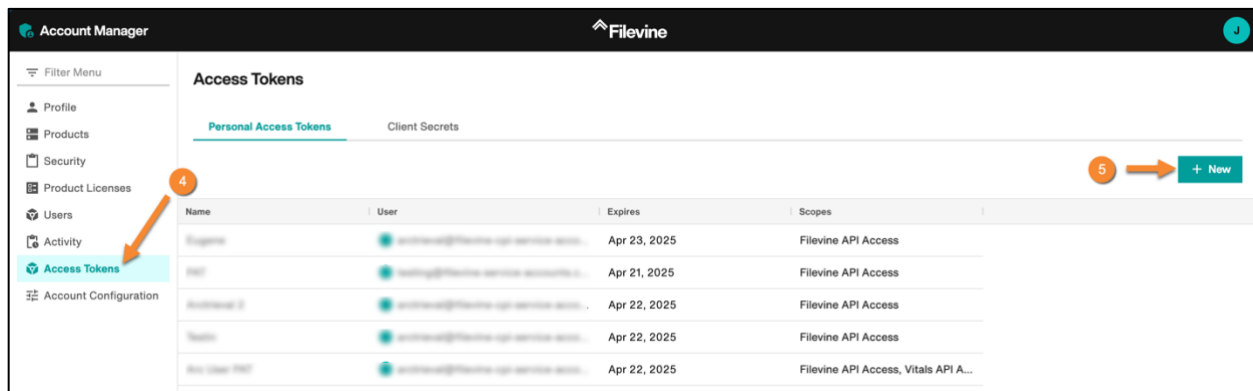 Account Manager
Filevine
J
Filter Menu
Profile
Products
Security
Product Licenses
Users
Activity
Access Tokens
Account Configuration
Access Tokens
Personal Access Tokens Client Secrets
4
5
+ New
Name User Expires Scopes
Apr 23, 2025 Filevine API Access
Apr 21, 2025 Filevine API Access
Apr 22, 2025 Filevine API Access
Apr 22, 2025 Filevine API Access
Apr 22, 2025 Filevine API Access, Vitals API A...